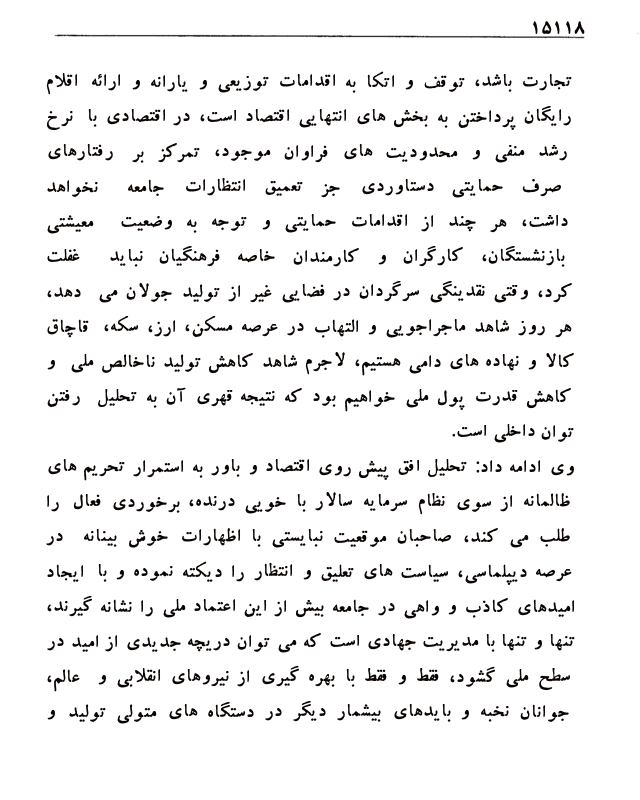 ۱۵۱۱۸
تجارت باشد، توقف و اتکا به اقدامات توزیعی و یارانه و ارائه اقلام
رایگان پرداختن به بخش های انتهایی اقتصاد است، در اقتصادی با نرخ
رشد منفی و محدودیت های فراوان موجود، تمرکز بر رفتارهای
صرف حمایتی دستاوردی جز تعمیق انتظارات جامعه نخواهد
داشت، هر چند از اقدامات حمایتی و توجه به وضعیت معیشتی
بازنشستگان، کارگران و کارمندان خاصه فرهنگیان نباید غفلت
کرد، وقتی نقدینگی سرگردان در فضایی غیر از تولید جولان می دهد،
هر روز شاهد ماجراجویی و التهاب در عرصه مسکن، ارز، سکه، قاچاق
کالا و نهاده های دامی هستیم، لاجرم شاهد کاهش تولید ناخالص ملی و
کاهش قدرت پول ملی خواهیم بود که نتیجه قهری آن به تحلیل رفتن
توان داخلی است.
وی ادامه داد: تحلیل افق پیش روی اقتصاد و باور به استمرار تحریم های
ظالمانه از سوی نظام سرمایه سالار با خویی درنده، برخوردی فعال را
طلب می کند، صاحبان موقعیت نبایستی با اظهارات خوش بینانه در
عرصه دیپلماسی، سیاست های تعلیق و انتظار را دیکته نموده و با ایجاد
امیدهای کاذب و واهی در جامعه بیش از این اعتماد ملی را نشانه گیرند،
تنها و تنها با مدیریت جهادی است که می توان دریچه جدیدی از امید در
سطح ملی گشود، فقط و فقط با بهره گیری از نیروهای انقلابی و عالم،
جوانان نخبه و بایدهای بیشمار دیگر در دستگاه های متولی تولید و